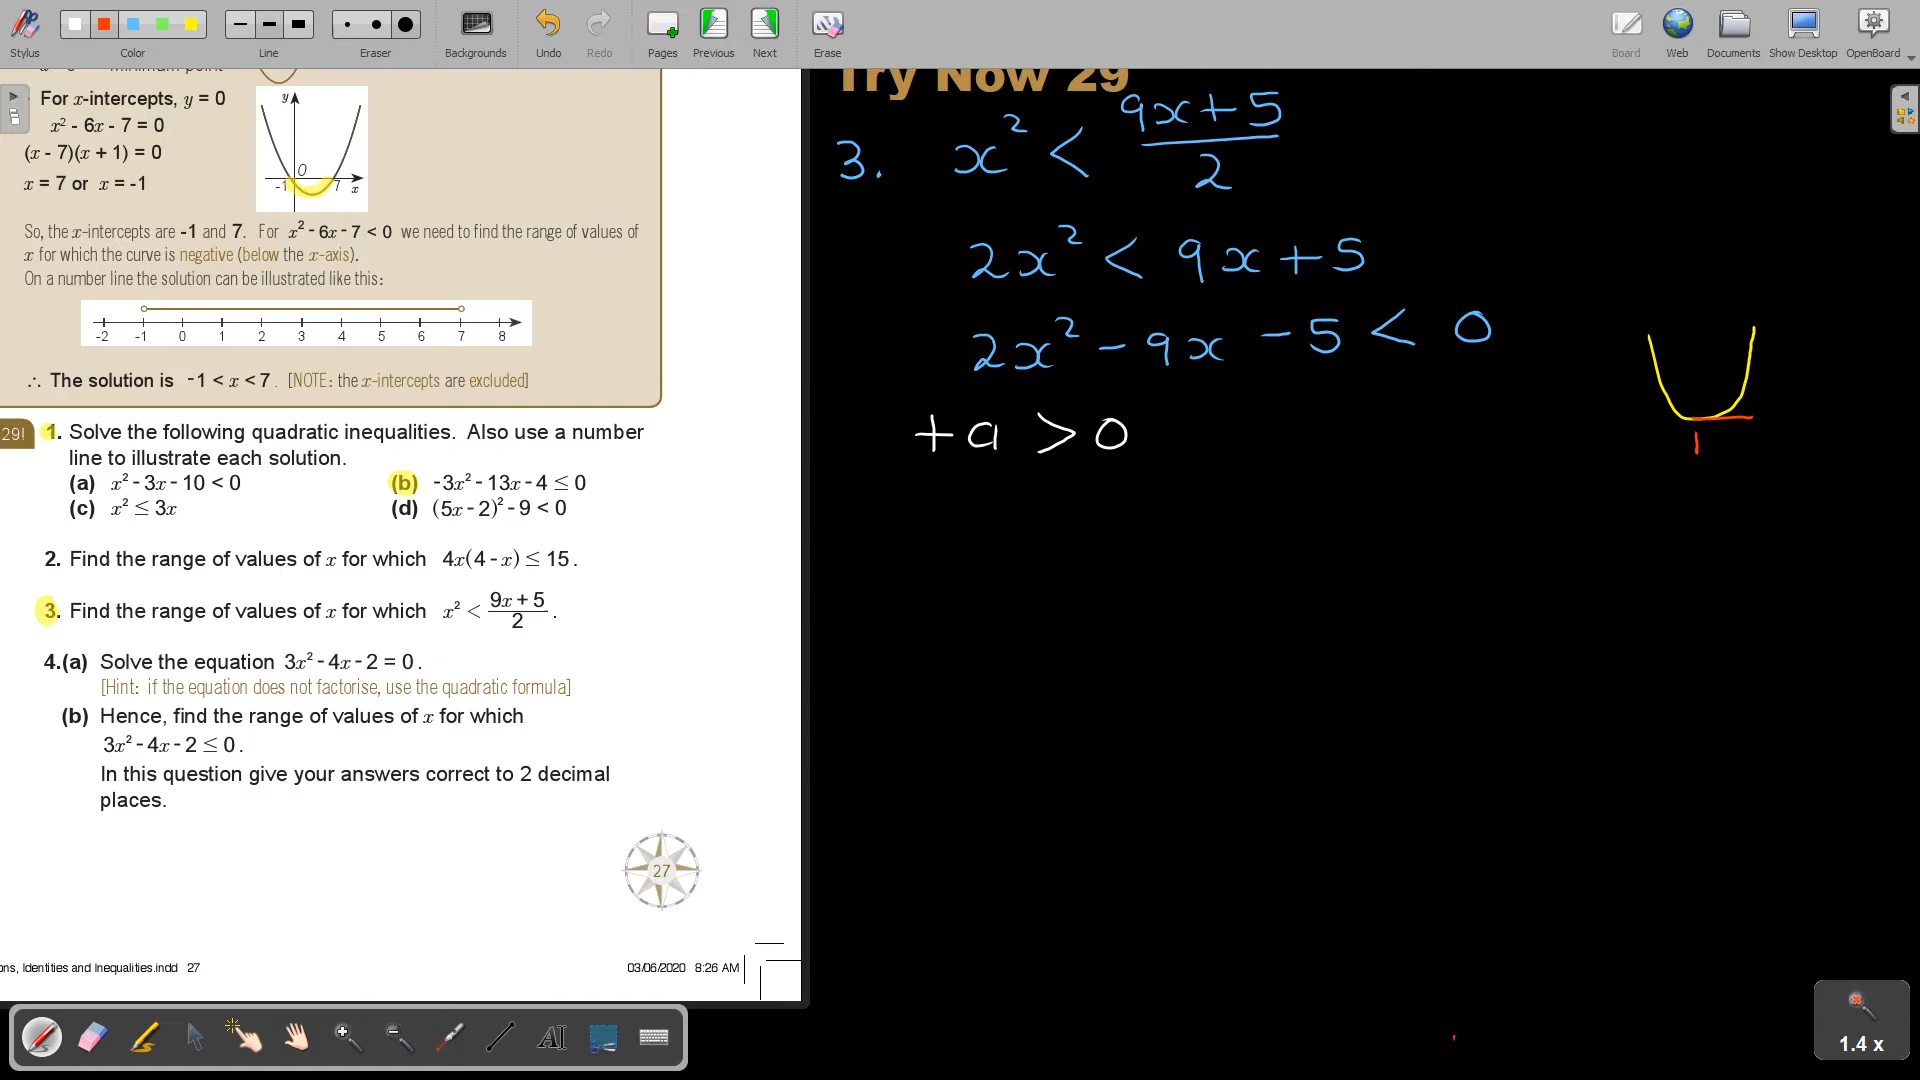 Stylus Color Line Eraser Backgrounds Undo Redo Pages Previous Next Erase Board Web Documents Show Desktop OpenBoard
For x-intercepts, y = 0
x² - 6x - 7 = 0
(x - 7)(x + 1) = 0
x = 7 or x = -1
y
0
-1 7 x
So, the x-intercepts are -1 and 7. For x² - 6x - 7 < 0 we need to find the range of values of
x for which the curve is negative (below the x-axis).
On a number line the solution can be illustrated like this:
-2 -1 0 1 2 3 4 5 6 7 8
∴ The solution is -1 < x < 7. [NOTE: the x-intercepts are excluded]
29!
1. Solve the following quadratic inequalities. Also use a number
line to illustrate each solution.
(a) x² - 3x - 10 < 0 (b) -3x² - 13x - 4 ≤ 0
(c) x² ≤ 3x (d) (5x - 2)² - 9 < 0
2. Find the range of values of x for which 4x(4 - x) ≤ 15.
3. Find the range of values of x for which x² < (9x + 5)/2.
4.(a) Solve the equation 3x² - 4x - 2 = 0.
[Hint: if the equation does not factorise, use the quadratic formula]
(b) Hence, find the range of values of x for which
3x² - 4x - 2 ≤ 0.
In this question give your answers correct to 2 decimal
places.
27
ons, Identities and Inequalities.indd 27 03/06/2020 8:26 AM
Try Now 29
3. x² < (9x + 5)/2
2x² < 9x + 5
2x² - 9x - 5 < 0
+a > 0
1.4 x